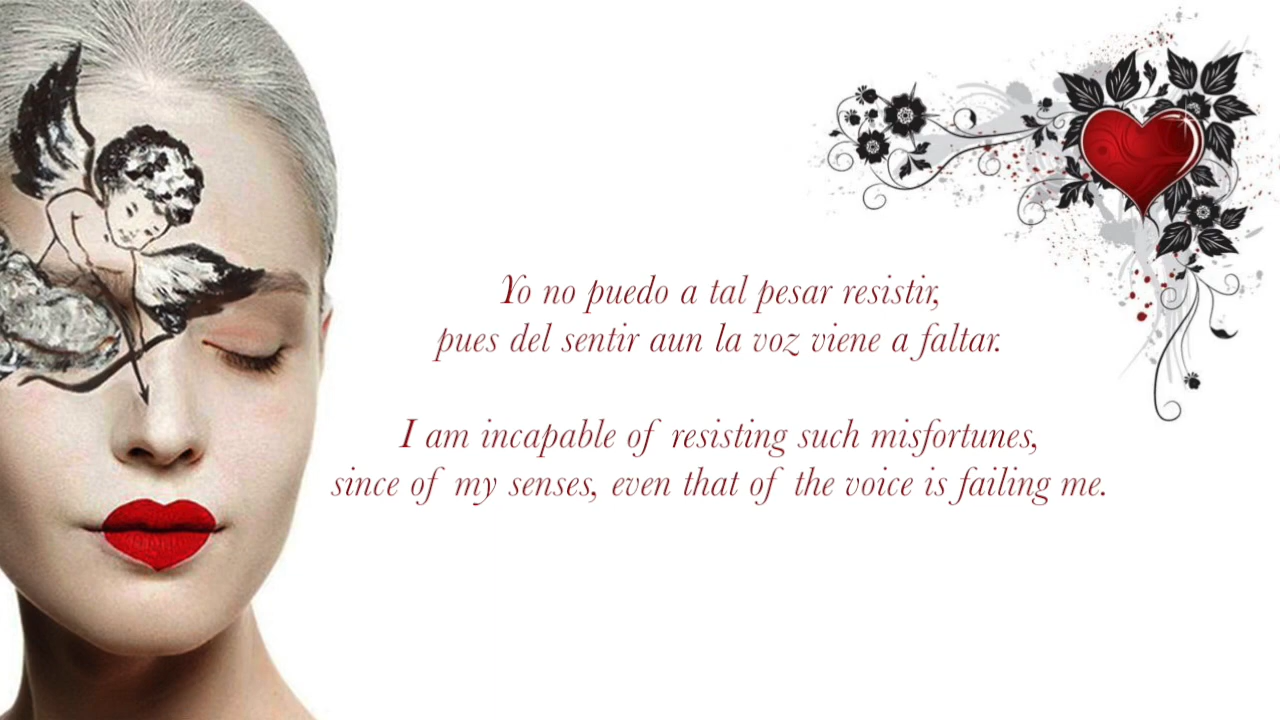 Yo no puedo a tal pesar resistir,
pues del sentir aun la voz viene a faltar.
I am incapable of resisting such misfortunes,
since of my senses, even that of the voice is failing me.